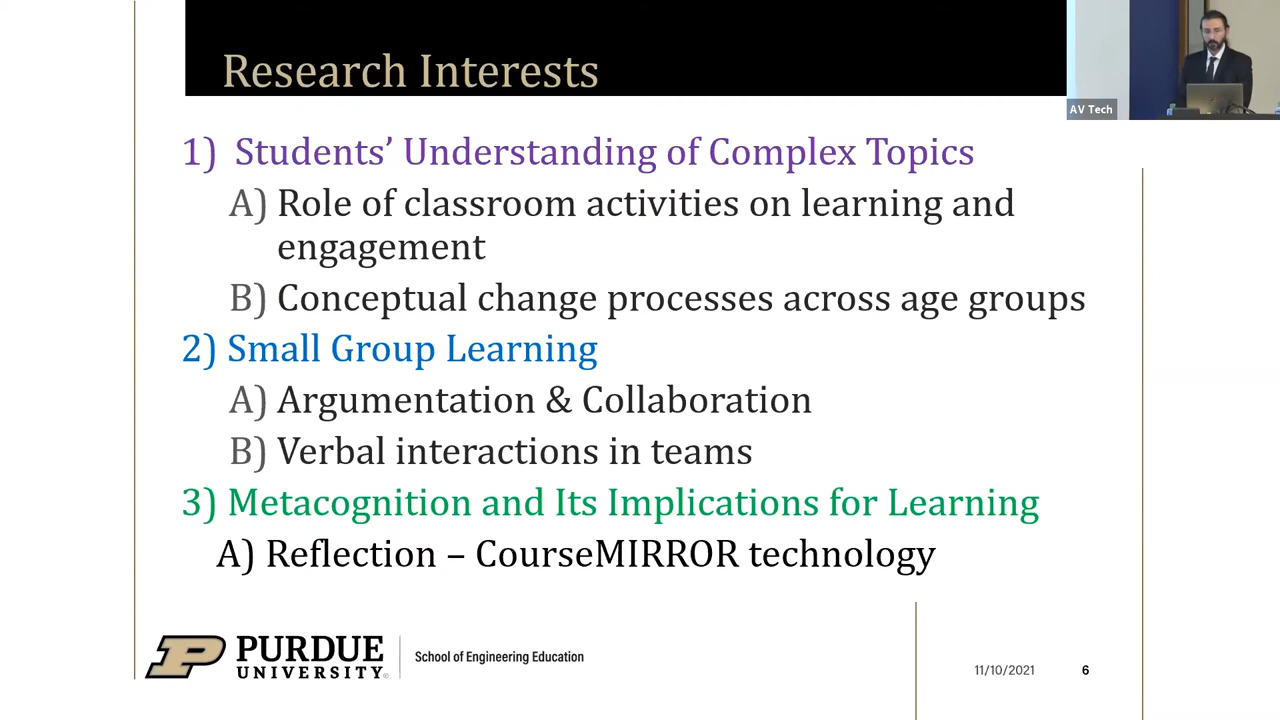 Research Interests
AV Tech
1) Students’ Understanding of Complex Topics
A) Role of classroom activities on learning and
engagement
B) Conceptual change processes across age groups
2) Small Group Learning
A) Argumentation & Collaboration
B) Verbal interactions in teams
3) Metacognition and Its Implications for Learning
A) Reflection – CourseMIRROR technology
PURDUE
UNIVERSITY®
School of Engineering Education
11/10/2021
6